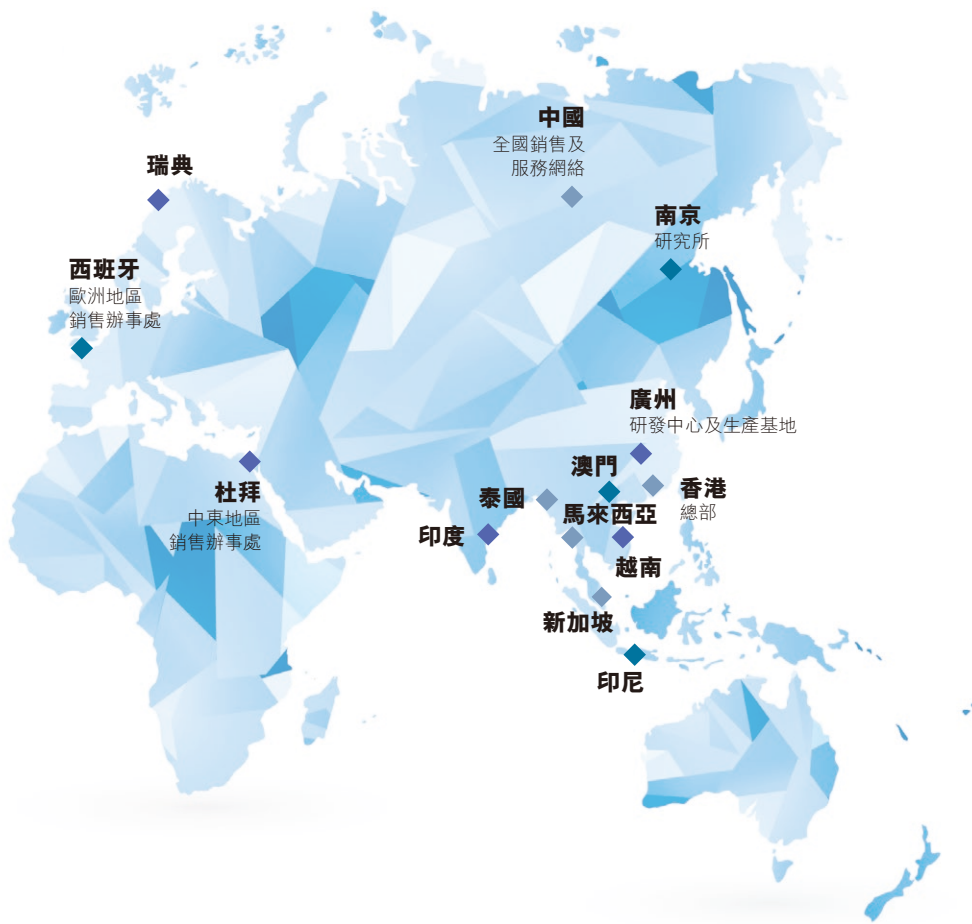 中國
全國銷售及
服務網絡
瑞典
南京
研究所
西班牙
歐洲地區
銷售辦事處
廣州
研發中心及生產基地
澳門
香港
總部
杜拜
中東地區
銷售辦事處
泰國
馬來西亞
印度
越南
新加坡
印尼